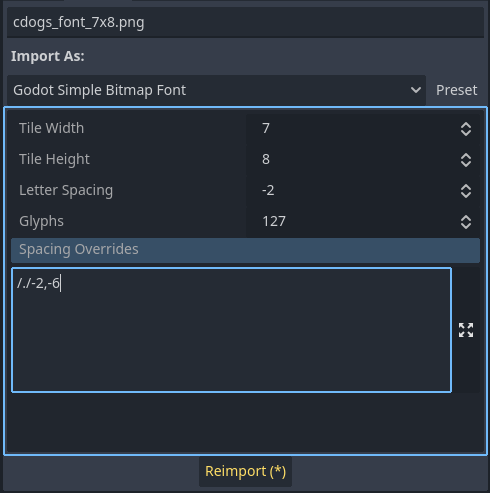 cdogs_font_7x8.png
Import As:
Godot Simple Bitmap Font Preset
Tile Width 7
Tile Height 8
Letter Spacing -2
Glyphs 127
Spacing Overrides
/./-2,-6
Reimport (*)